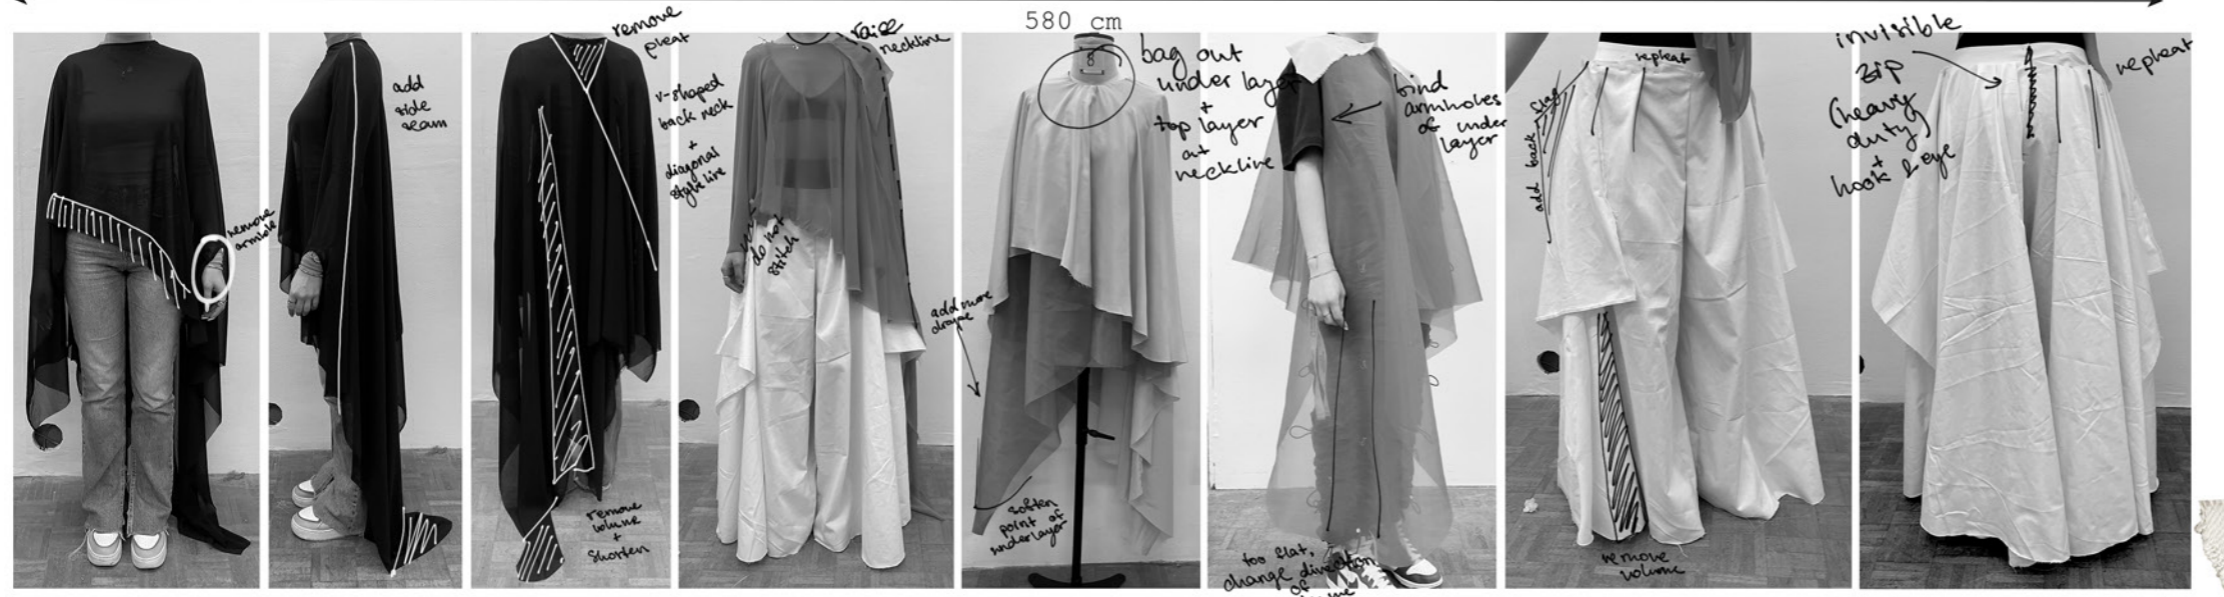 580 cm
remove
armhole
add
side
seam
remove
pleat
v-shaped
back neck
+
diagonal
style line
remove
volume
+
shorten
raise
neckline
do not
stitch
add more
drape
soften
point of
underlayer
bag out
under layer
+
top layer
at
neckline
bind
armholes
of under
layer
too flat,
change direction
of
add back
repleat
remove
volume
invisible
zip
(heavy
duty)
+
hook & eye
repleat